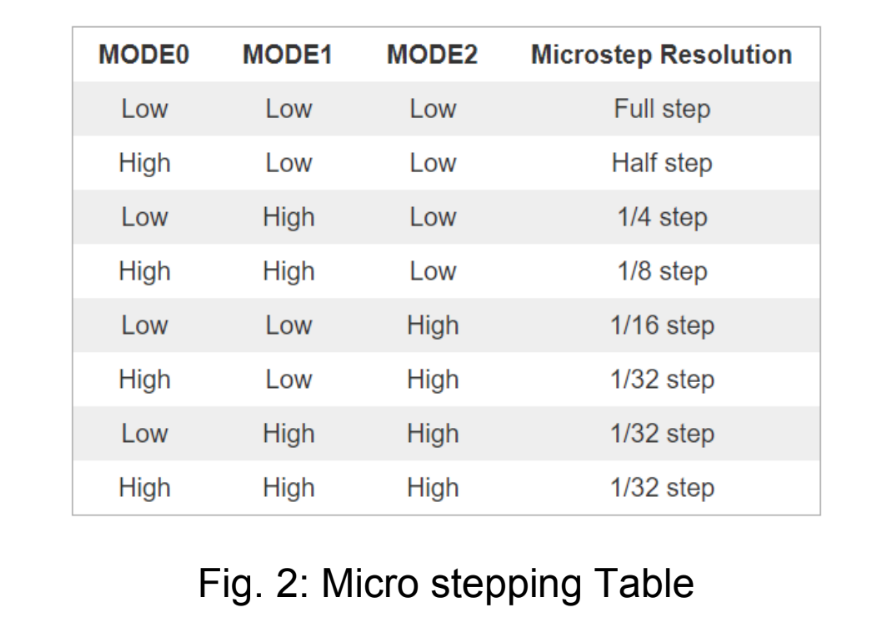 MODE0 MODE1 MODE2 Microstep Resolution
Low Low Low Full step
High Low Low Half step
Low High Low 1/4 step
High High Low 1/8 step
Low Low High 1/16 step
High Low High 1/32 step
Low High High 1/32 step
High High High 1/32 step
Fig. 2: Micro stepping Table